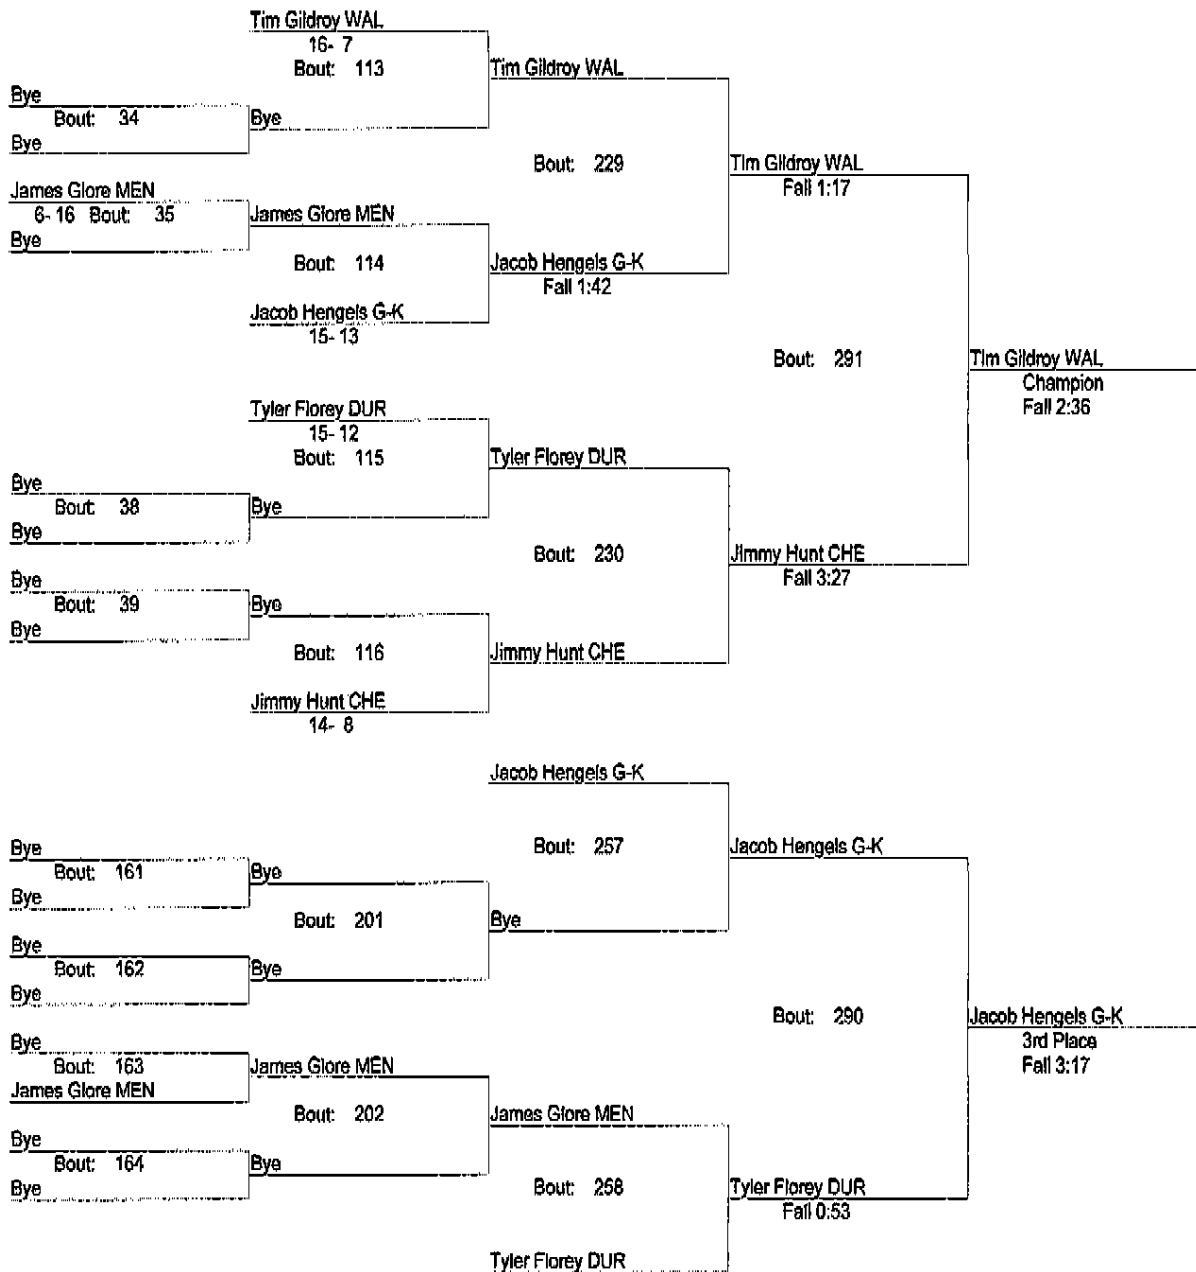 Tim Gildroy WAL
16- 7
Bout: 113
Tim Gildroy WAL
Bye
Bout: 34
Bye
Bye
Bout: 229
Tim Gildroy WAL
Fall 1:17
James Glore MEN
6- 16 Bout: 35
James Glore MEN
Bye
Bout: 114
Jacob Hengels G-K
Fall 1:42
Jacob Hengels G-K
15- 13
Bout: 291
Tim Gildroy WAL
Champion
Fall 2:36
Tyler Florey DUR
15- 12
Bout: 115
Tyler Florey DUR
Bye
Bout: 38
Bye
Bye
Bout: 230
Jimmy Hunt CHE
Fall 3:27
Bye
Bout: 39
Bye
Bye
Bout: 116
Jimmy Hunt CHE
Jimmy Hunt CHE
14- 8
Jacob Hengels G-K
Bout: 257
Jacob Hengels G-K
Bye
Bout: 161
Bye
Bye
Bout: 201
Bye
Bye
Bout: 162
Bye
Bye
Bout: 290
Jacob Hengels G-K
3rd Place
Fall 3:17
Bye
Bout: 163
James Glore MEN
James Glore MEN
Bout: 202
James Glore MEN
Bye
Bout: 164
Bye
Bye
Bout: 258
Tyler Florey DUR
Fall 0:53
Tyler Florey DUR